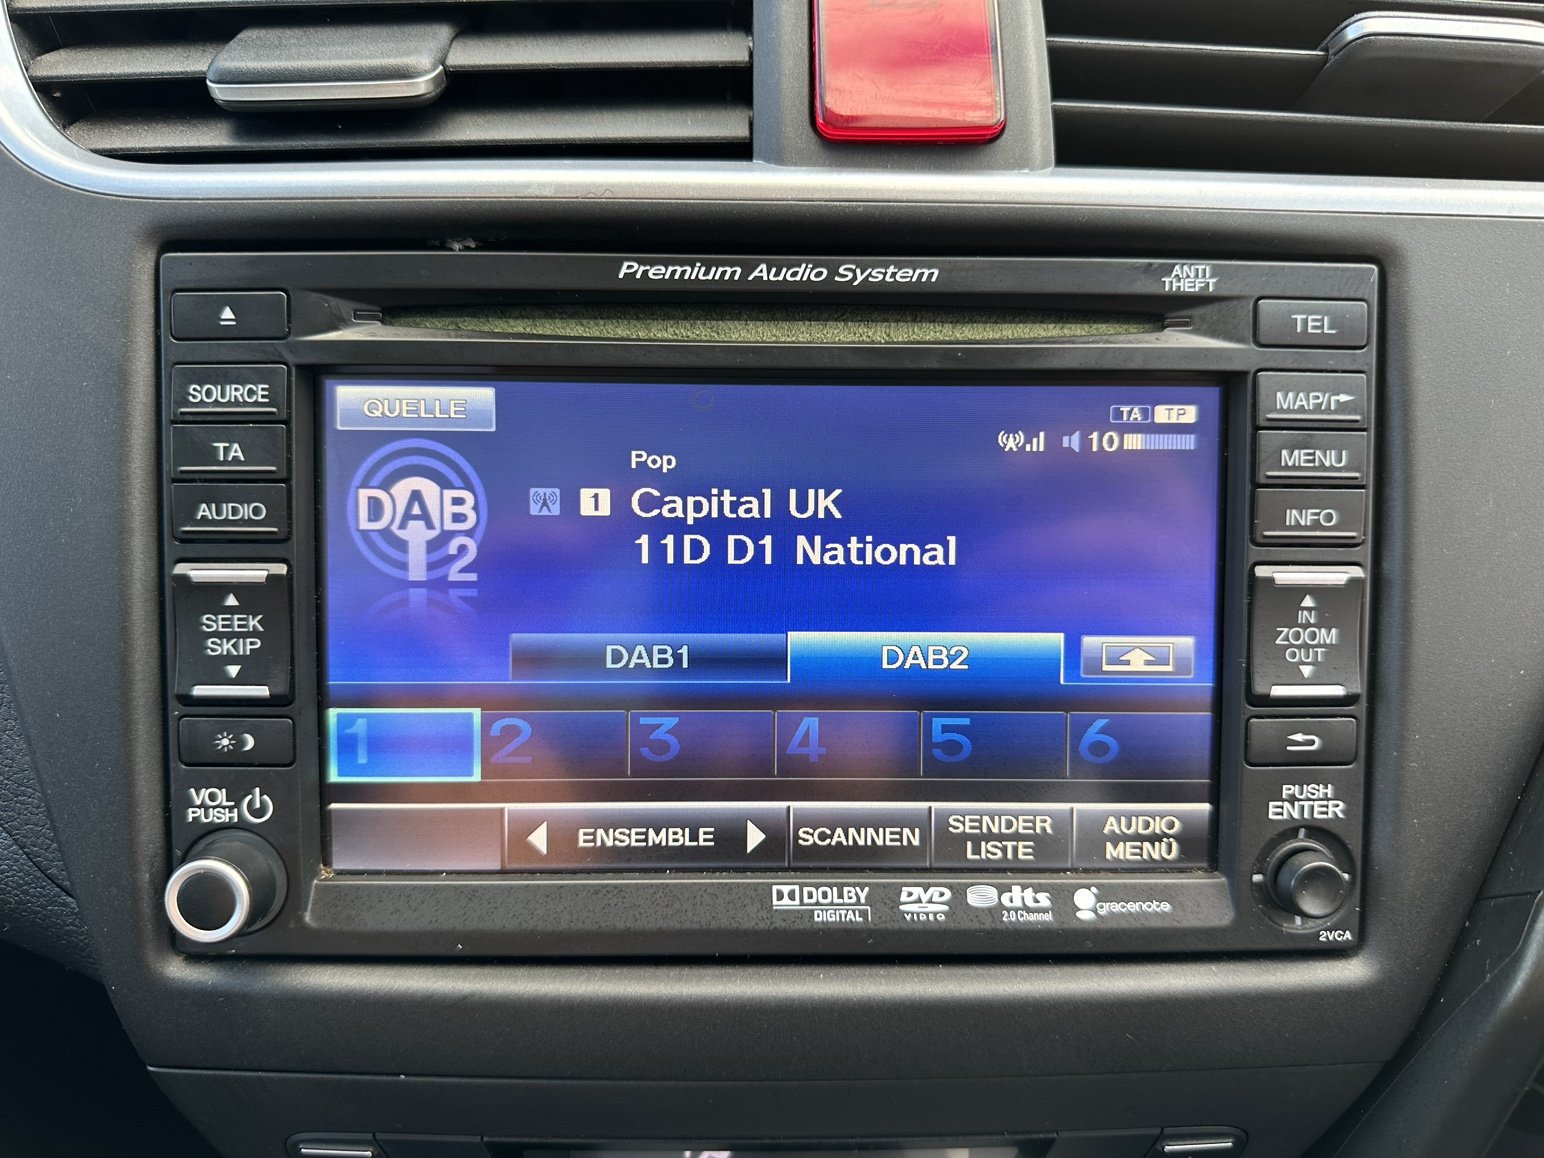 Premium Audio System
ANTI
THEFT
TEL
SOURCE
TA
AUDIO
SEEK
SKIP
VOL
PUSH
MAP/
MENU
INFO
IN
ZOOM
OUT
PUSH
ENTER
2VCA
QUELLE
TA TP
10
DAB
2
Pop
1 Capital UK
11D D1 National
DAB1 DAB2
1 2 3 4 5 6
ENSEMBLE
SCANNEN
SENDER
LISTE
AUDIO
MENÜ
DOLBY
DIGITAL
DVD
VIDEO
dts
2.0 Channel
gracenote